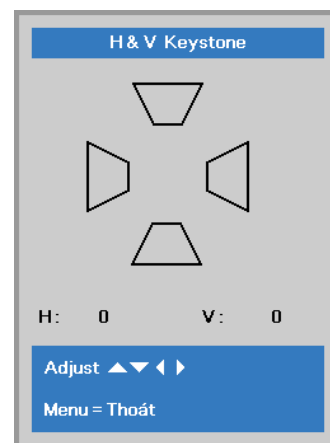 H & V Keystone
H: 0 V: 0
Adjust ▲▼◀▶
Menu = Thoát